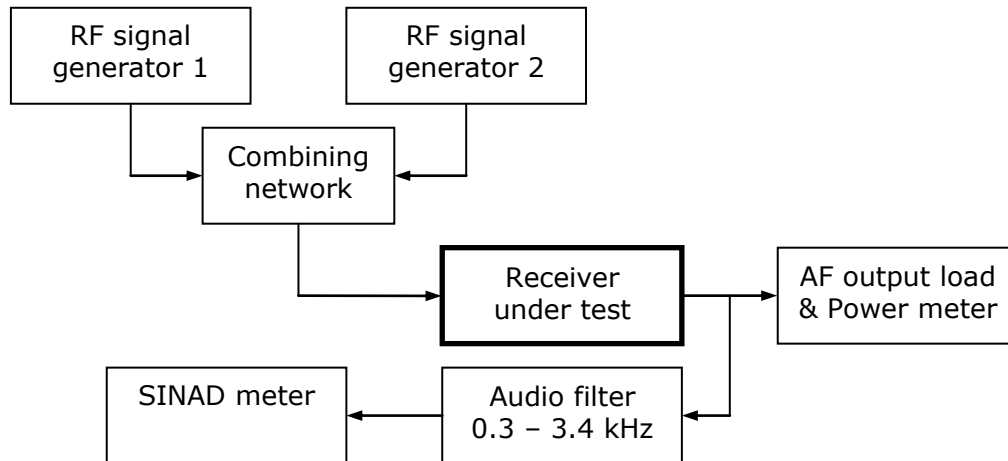 RF signal
generator 1
RF signal
generator 2
Combining
network
Receiver
under test
AF output load
& Power meter
SINAD meter
Audio filter
0.3 – 3.4 kHz